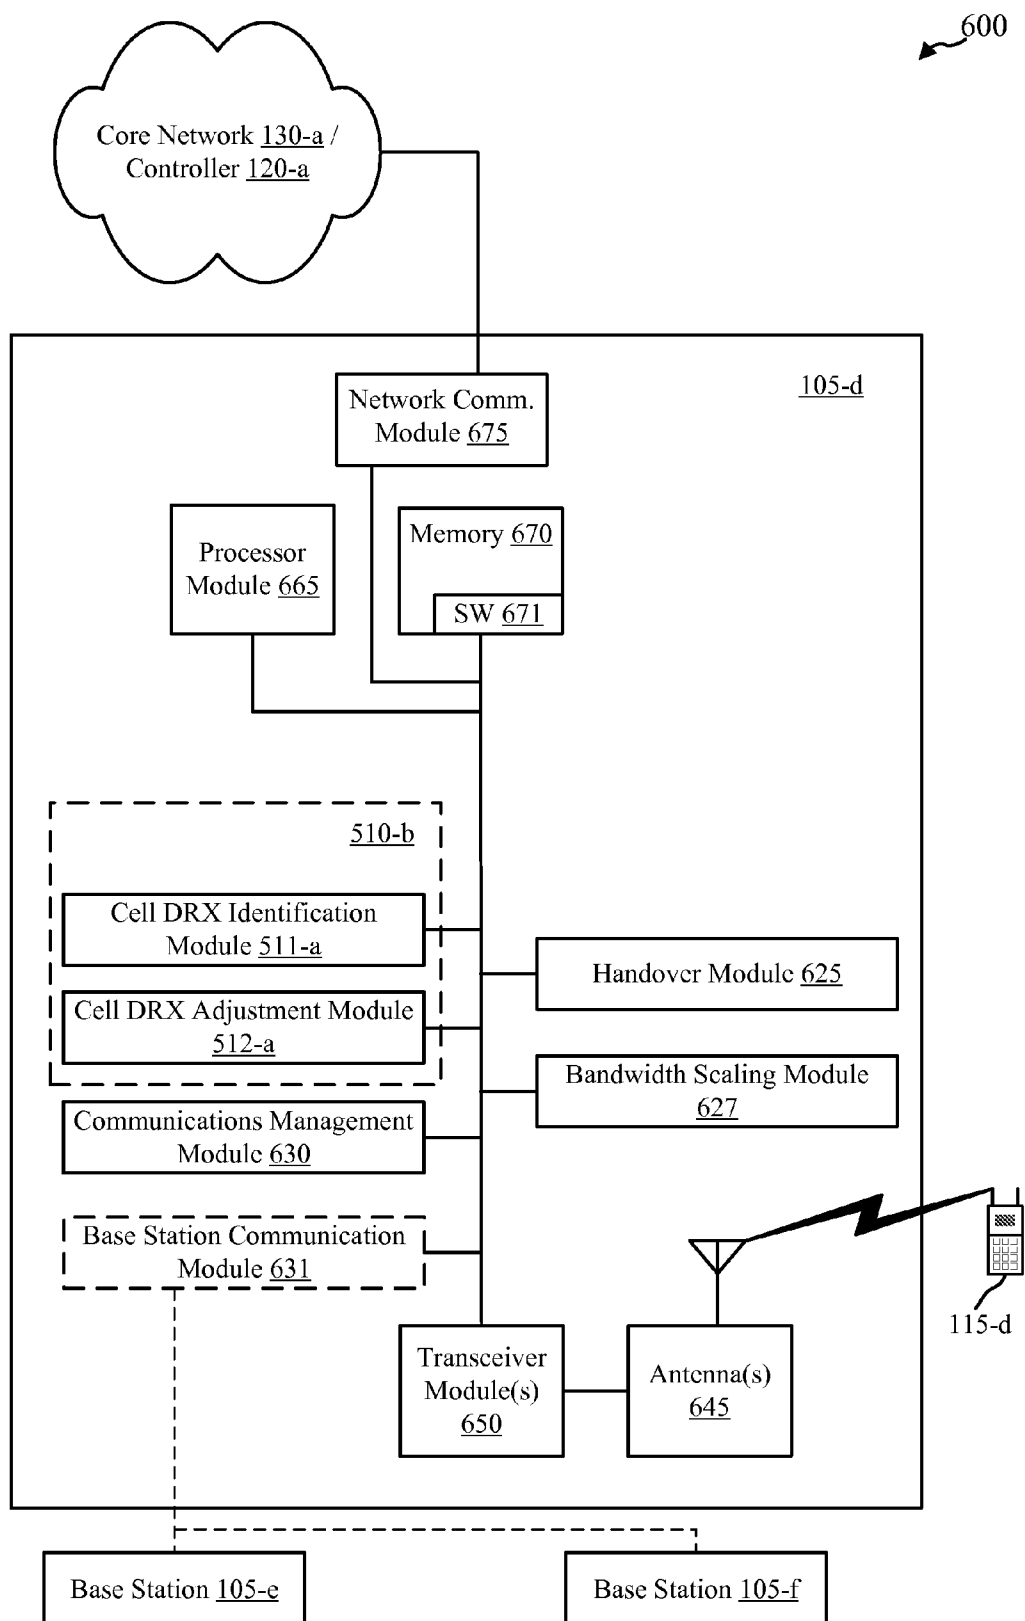 600
Core Network 130-a /
Controller 120-a
105-d
Network Comm.
Module 675
Processor
Module 665
Memory 670
SW 671
510-b
Cell DRX Identification
Module 511-a
Cell DRX Adjustment Module
512-a
Handover Module 625
Bandwidth Scaling Module
627
Communications Management
Module 630
Base Station Communication
Module 631
115-d
Transceiver
Module(s)
650
Antenna(s)
645
Base Station 105-e
Base Station 105-f